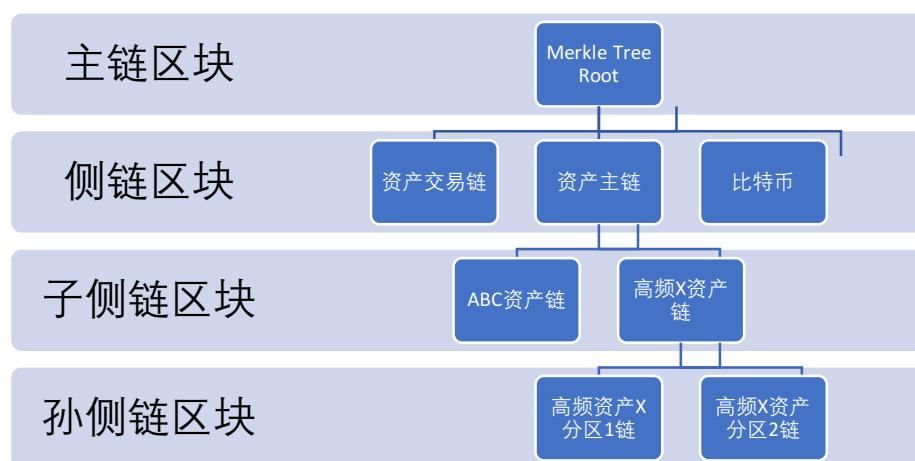 主链区块
Merkle Tree
Root
侧链区块
资产交易链
资产主链
比特币
子侧链区块
ABC资产链
高频X资产
链
孙侧链区块
高频资产X
分区1链
高频X资产
分区2链